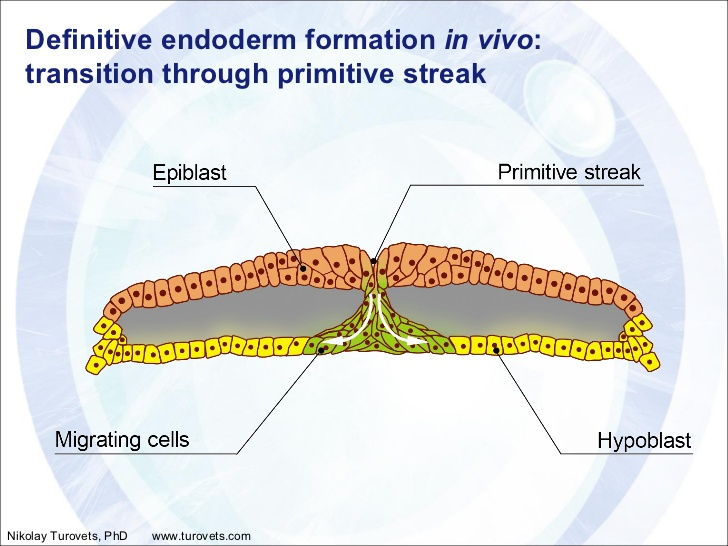 Definitive endoderm formation in vivo:
transition through primitive streak
Epiblast
Primitive streak
Migrating cells
Hypoblast
Nikolay Turovets, PhD www.turovets.com